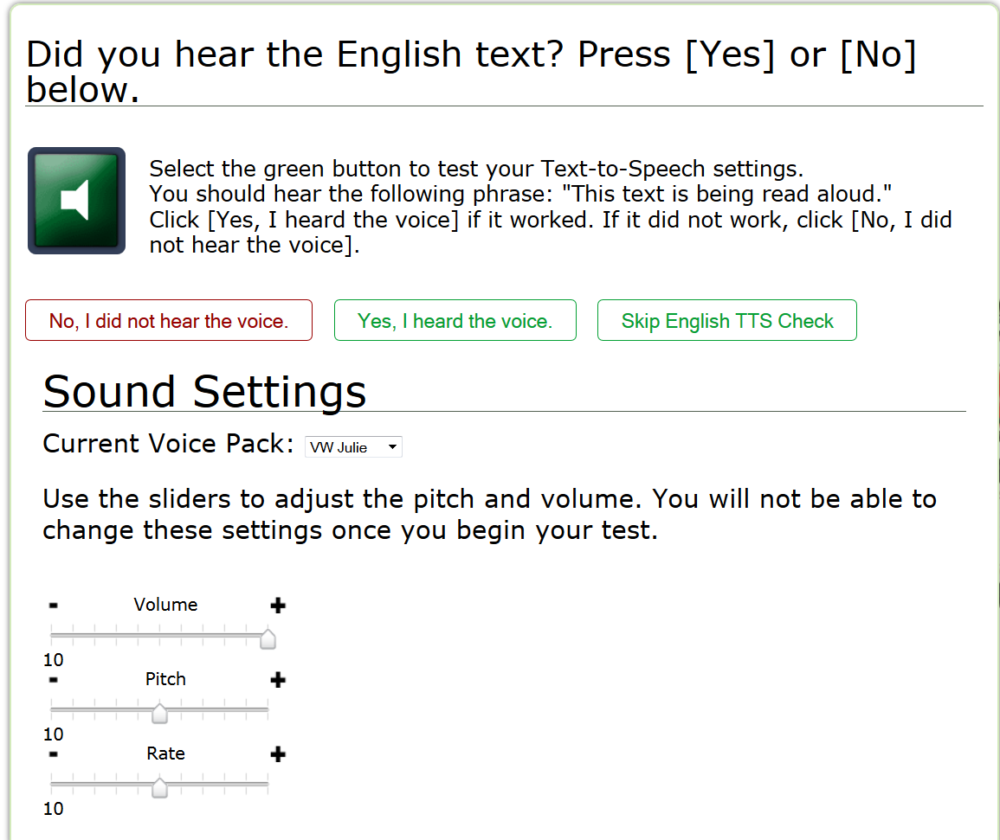 Did you hear the English text? Press [Yes] or [No]
below.
Select the green button to test your Text-to-Speech settings.
You should hear the following phrase: "This text is being read aloud."
Click [Yes, I heard the voice] if it worked. If it did not work, click [No, I did
not hear the voice].
No, I did not hear the voice.
Yes, I heard the voice.
Skip English TTS Check
Sound Settings
Current Voice Pack: VW Julie
Use the sliders to adjust the pitch and volume. You will not be able to
change these settings once you begin your test.
- Volume +
10
- Pitch +
10
- Rate +
10